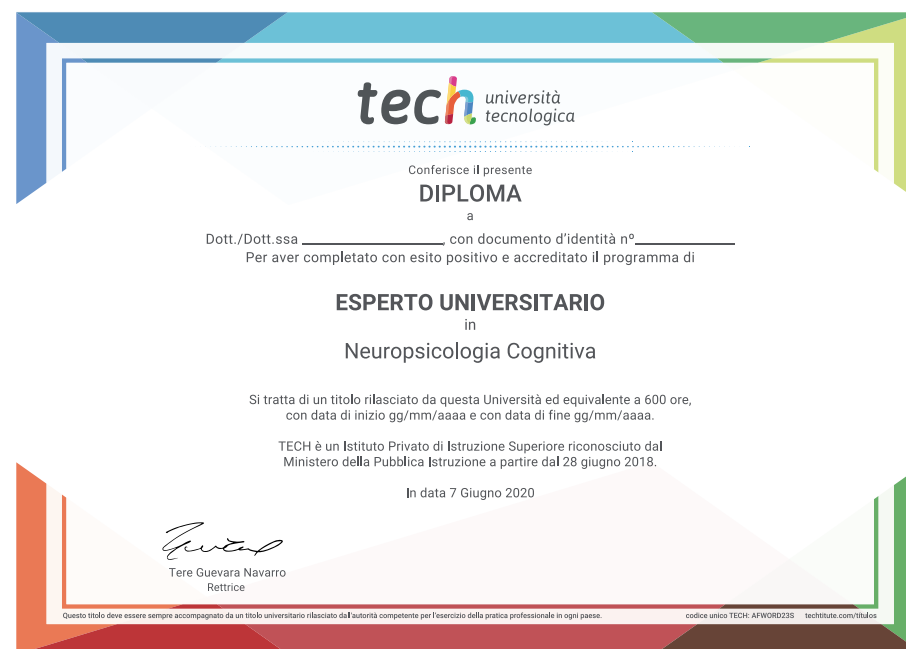 tech università
tecnologica
Conferisce il presente
DIPLOMA
a
Dott./Dott.ssa ____________________, con documento d'identità nº______________
Per aver completato con esito positivo e accreditato il programma di
ESPERTO UNIVERSITARIO
in
Neuropsicologia Cognitiva
Si tratta di un titolo rilasciato da questa Università ed equivalente a 600 ore,
con data di inizio gg/mm/aaaa e con data di fine gg/mm/aaaa.
TECH è un Istituto Privato di Istruzione Superiore riconosciuto dal
Ministero della Pubblica Istruzione a partire dal 28 giugno 2018.
In data 7 Giugno 2020
Tere Guevara Navarro
Rettrice
Questo titolo deve essere sempre accompagnato da un titolo universitario rilasciato dall'autorità competente per l'esercizio della pratica professionale in ogni paese. codice unico TECH: AFWORD23S techtitute.com/titulos